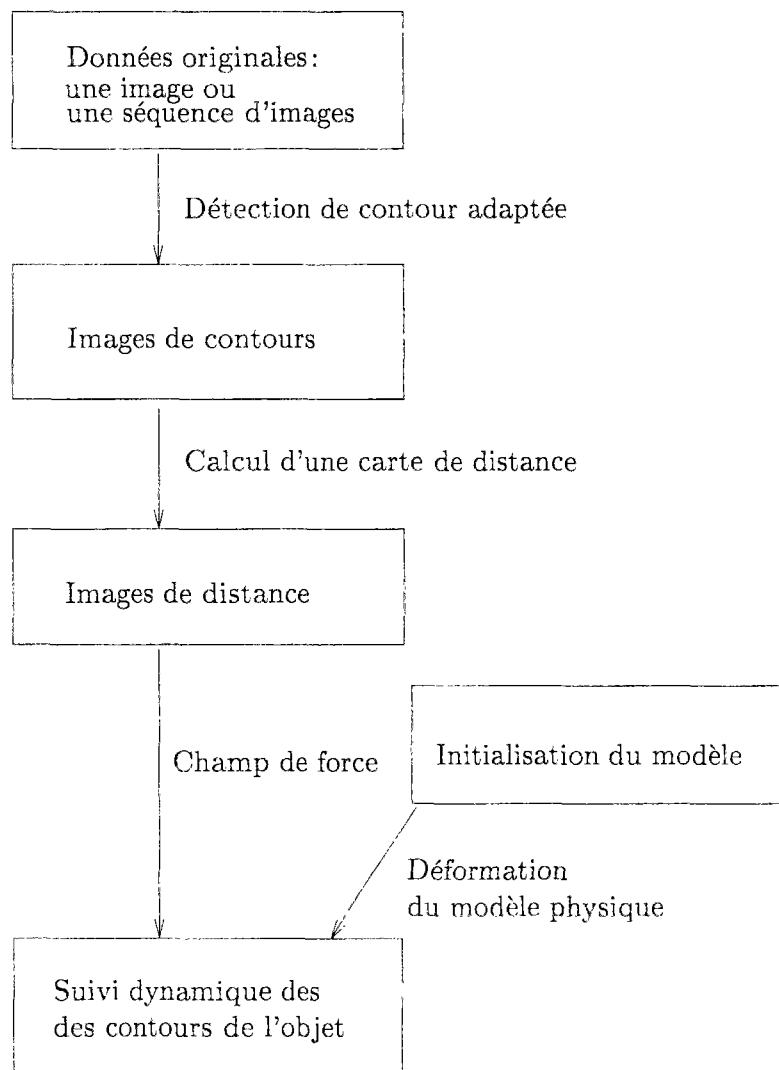 Données originales:
une image ou
une séquence d'images
Détection de contour adaptée
Images de contours
Calcul d'une carte de distance
Images de distance
Champ de force
Initialisation du modèle
Déformation
du modèle physique
Suivi dynamique des
des contours de l'objet